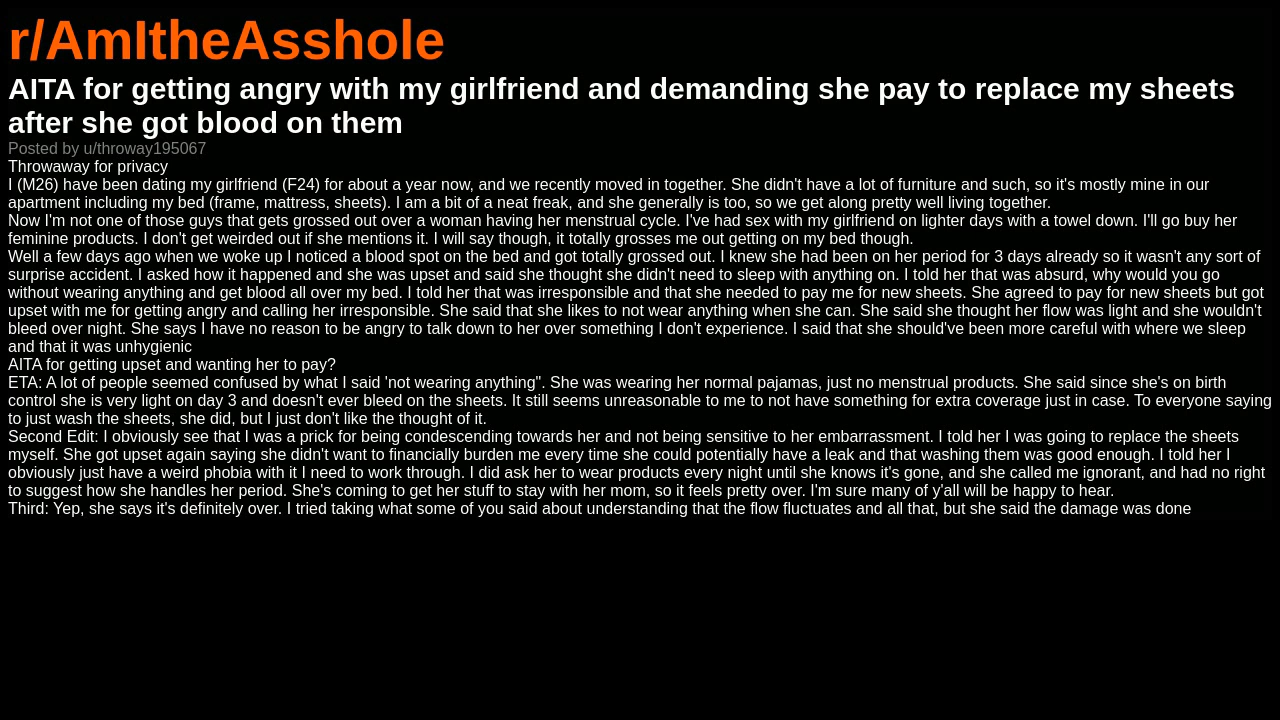 r/AmItheAsshole
AITA for getting angry with my girlfriend and demanding she pay to replace my sheets
after she got blood on them
Posted by u/throway195067
Throwaway for privacy
I (M26) have been dating my girlfriend (F24) for about a year now, and we recently moved in together. She didn't have a lot of furniture and such, so it's mostly mine in our
apartment including my bed (frame, mattress, sheets). I am a bit of a neat freak, and she generally is too, so we get along pretty well living together.
Now I'm not one of those guys that gets grossed out over a woman having her menstrual cycle. I've had sex with my girlfriend on lighter days with a towel down. I'll go buy her
feminine products. I don't get weirded out if she mentions it. I will say though, it totally grosses me out getting on my bed though.
Well a few days ago when we woke up I noticed a blood spot on the bed and got totally grossed out. I knew she had been on her period for 3 days already so it wasn't any sort of
surprise accident. I asked how it happened and she was upset and said she thought she didn't need to sleep with anything on. I told her that was absurd, why would you go
without wearing anything and get blood all over my bed. I told her that was irresponsible and that she needed to pay me for new sheets. She agreed to pay for new sheets but got
upset with me for getting angry and calling her irresponsible. She said that she likes to not wear anything when she can. She said she thought her flow was light and she wouldn't
bleed over night. She says I have no reason to be angry to talk down to her over something I don't experience. I said that she should've been more careful with where we sleep
and that it was unhygienic
AITA for getting upset and wanting her to pay?
ETA: A lot of people seemed confused by what I said 'not wearing anything". She was wearing her normal pajamas, just no menstrual products. She said since she's on birth
control she is very light on day 3 and doesn't ever bleed on the sheets. It still seems unreasonable to me to not have something for extra coverage just in case. To everyone saying
to just wash the sheets, she did, but I just don't like the thought of it.
Second Edit: I obviously see that I was a prick for being condescending towards her and not being sensitive to her embarrassment. I told her I was going to replace the sheets
myself. She got upset again saying she didn't want to financially burden me every time she could potentially have a leak and that washing them was good enough. I told her I
obviously just have a weird phobia with it I need to work through. I did ask her to wear products every night until she knows it's gone, and she called me ignorant, and had no right
to suggest how she handles her period. She's coming to get her stuff to stay with her mom, so it feels pretty over. I'm sure many of y'all will be happy to hear.
Third: Yep, she says it's definitely over. I tried taking what some of you said about understanding that the flow fluctuates and all that, but she said the damage was done